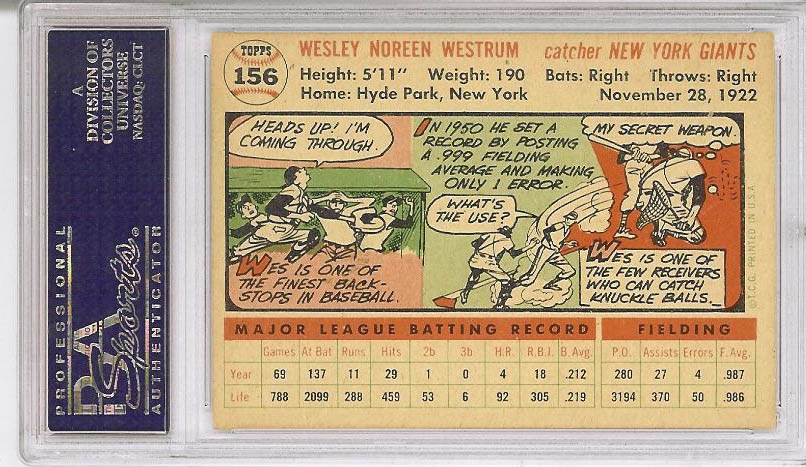 A
DIVISION OF
COLLECTORS
UNIVERSE
NASDAQ: CLCT
PSA
Sports
PROFESSIONAL
AUTHENTICATOR
TOPPS
156
WESLEY NOREEN WESTRUM catcher NEW YORK GIANTS
Height: 5'11" Weight: 190 Bats: Right Throws: Right
Home: Hyde Park, New York November 28, 1922
HEADS UP! I'M
COMING THROUGH.
WES IS ONE OF
THE FINEST BACK-
STOPS IN BASEBALL.
IN 1950 HE SET A
RECORD BY POSTING
A .999 FIELDING
AVERAGE AND MAKING
ONLY 1 ERROR.
WHAT'S
THE USE?
MY SECRET WEAPON.
WES IS ONE OF
THE FEW RECEIVERS
WHO CAN CATCH
KNUCKLE BALLS.
©T.C.G. PRINTED IN U.S.A.
MAJOR LEAGUE BATTING RECORD FIELDING
Games At Bat Runs Hits 2b 3b H.R. R.B.I. B.Avg. P.O. Assists Errors F. Avg.
Year 69 137 11 29 1 0 4 18 .212 280 27 4 .987
Life 788 2099 288 459 53 6 92 305 .219 3194 370 50 .986